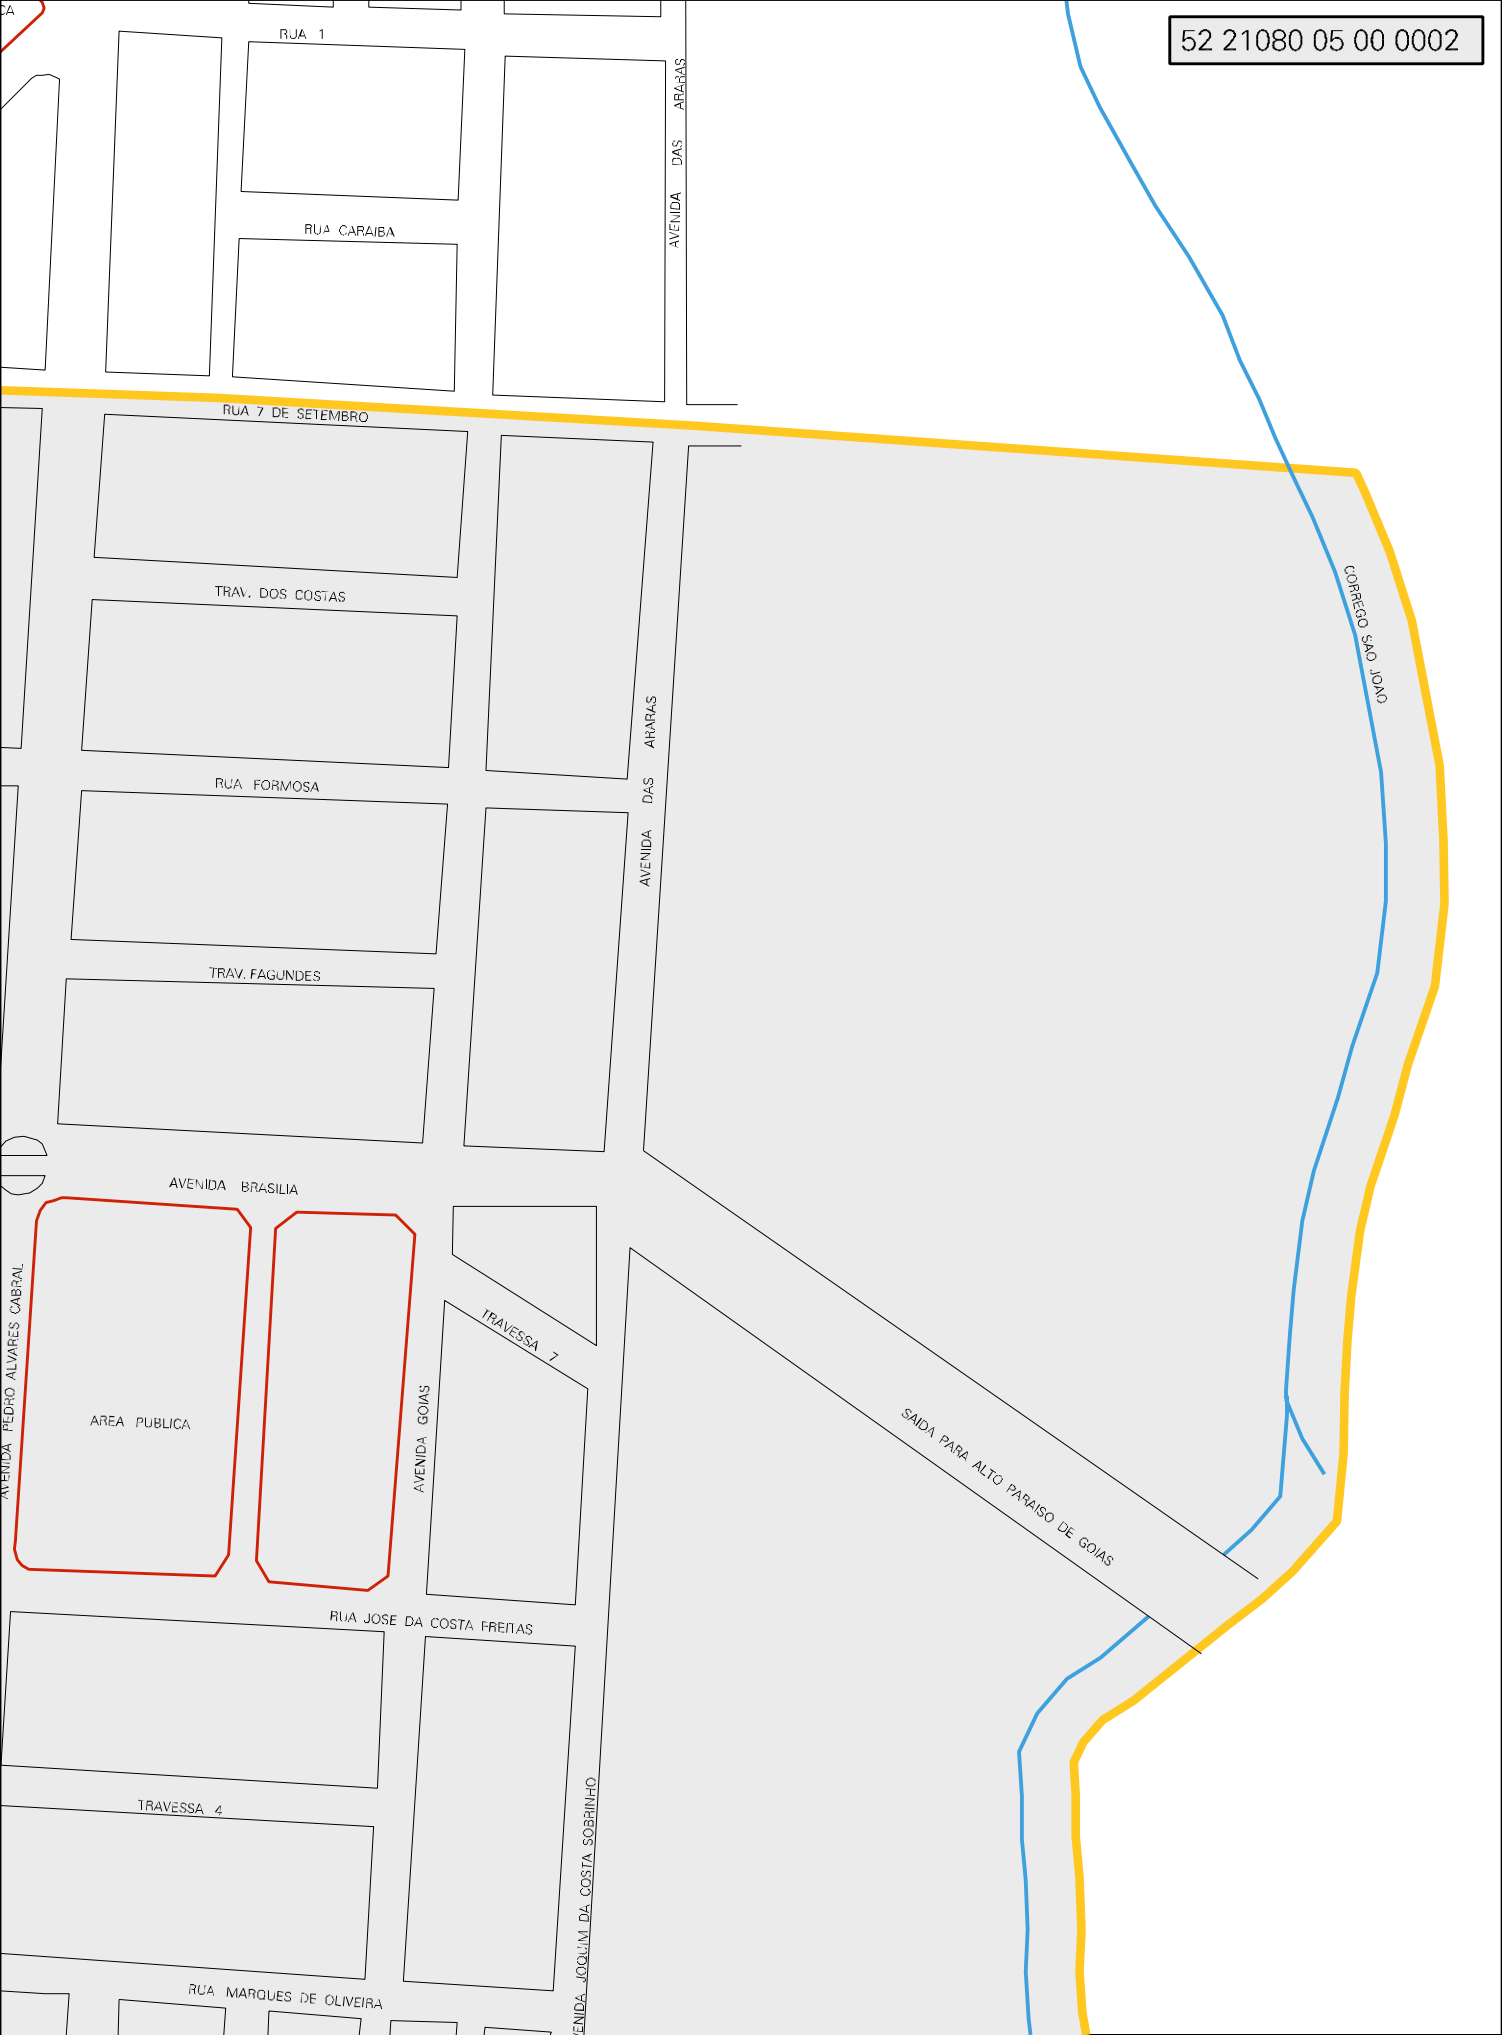 CA
RUA 1
52 21080 05 00 0002
AVENIDA DAS ARARAS
RUA CARAIBA
RUA 7 DE SETEMBRO
TRAV. DOS COSTAS
CORREGO SAO JOAO
AVENIDA DAS ARARAS
RUA FORMOSA
TRAV. FAGUNDES
AVENIDA BRASILIA
AVENIDA PEDRO ALVARES CABRAL
TRAVESSA 7
AREA PUBLICA
AVENIDA GOIAS
SAIDA PARA ALTO PARAISO DE GOIAS
RUA JOSE DA COSTA FREITAS
TRAVESSA 4
VENIDA JOQUIM DA COSTA SOBRINHO
RUA MARQUES DE OLIVEIRA